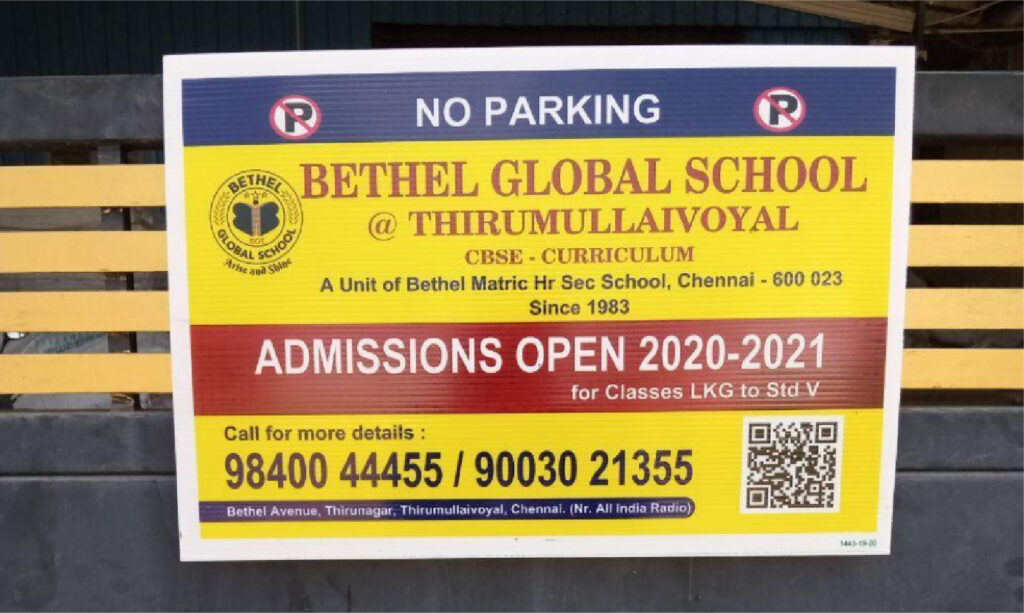 NO PARKING
BETHEL GLOBAL SCHOOL
@ THIRUMULLAIVOYAL
CBSE - CURRICULUM
A Unit of Bethel Matric Hr Sec School, Chennai - 600 023
Since 1983
BETHEL
BGS
GLOBAL SCHOOL
Arise and Shine
ADMISSIONS OPEN 2020-2021
for Classes LKG to Std V
Call for more details :
98400 44455 / 90030 21355
Bethel Avenue, Thirunagar, Thirumullaivoyal, Chennai. (Nr. All India Radio)
1443-19-20